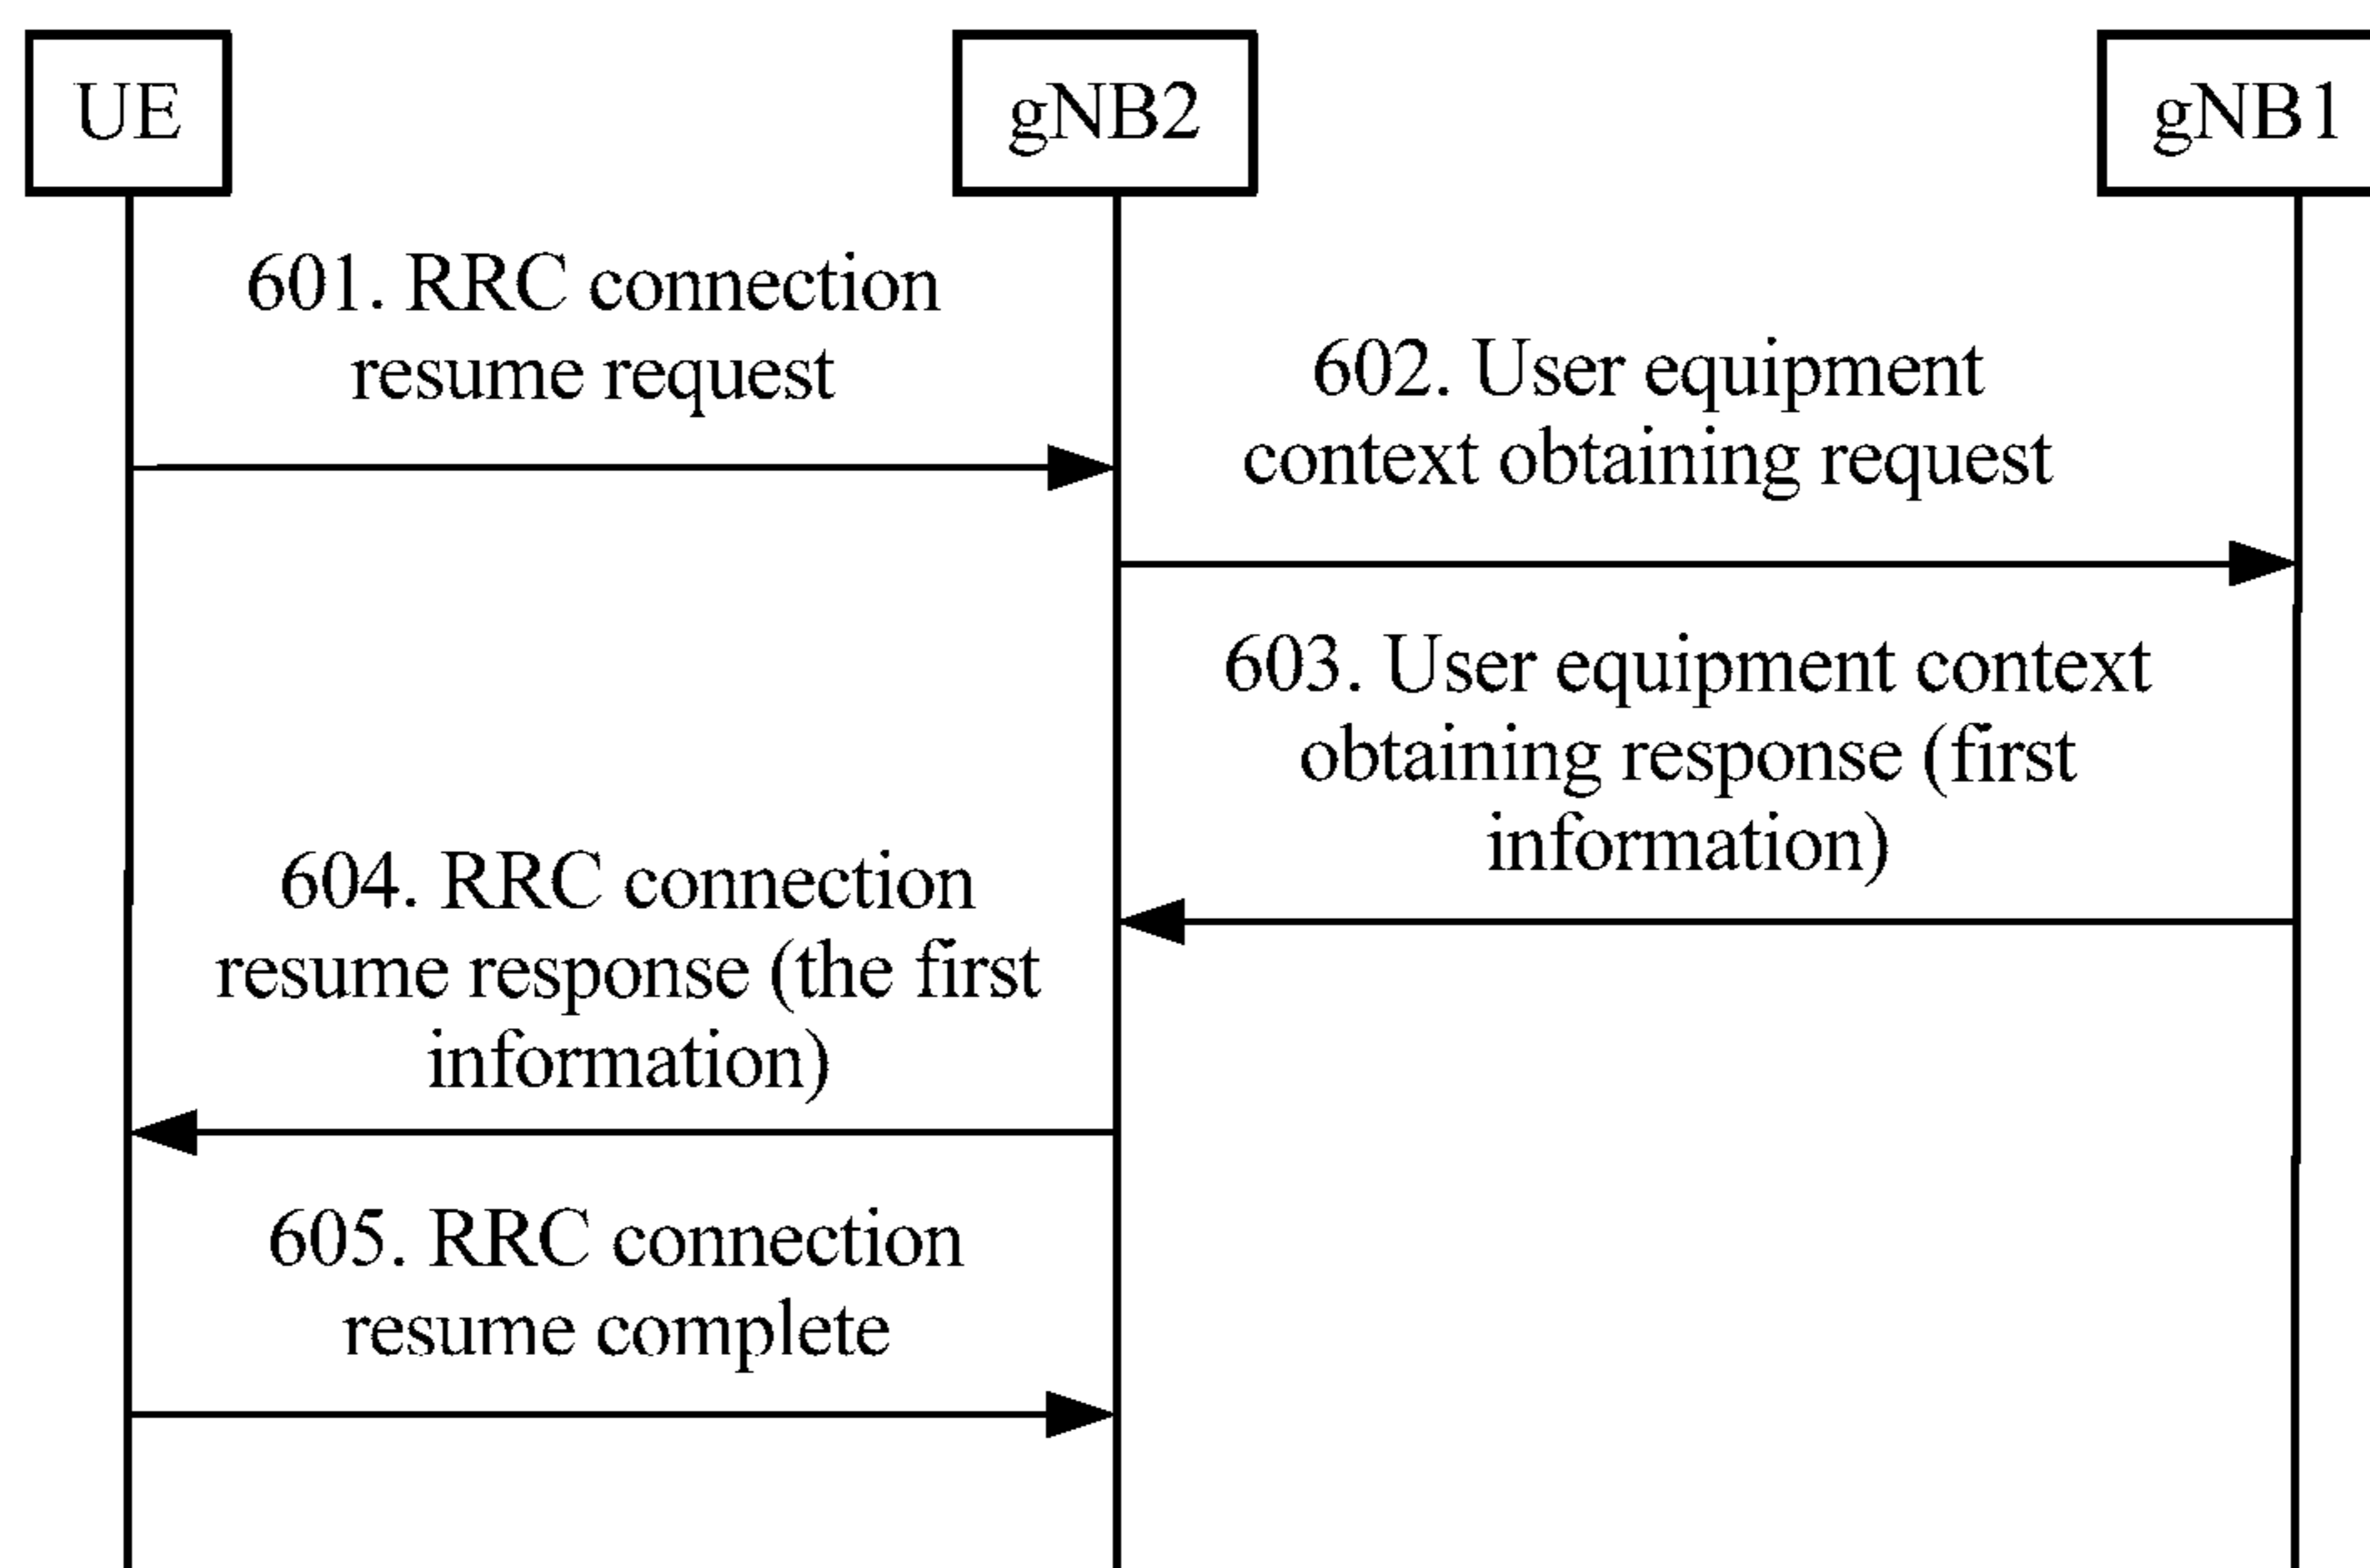 UE
gNB2
gNB1
601. RRC connection
resume request
602. User equipment
context obtaining request
603. User equipment context
obtaining response (first
information)
604. RRC connection
resume response (the first
information)
605. RRC connection
resume complete